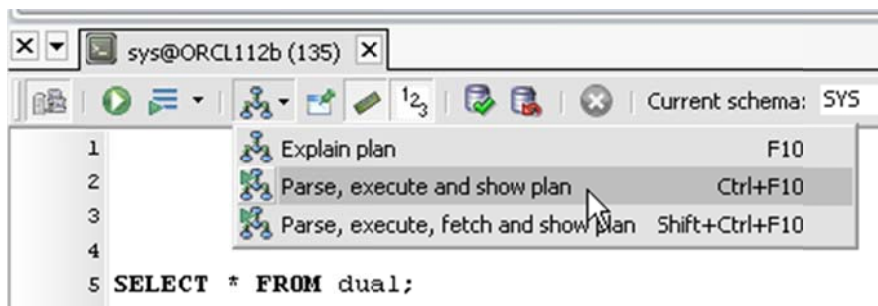 sys@ORCL112b (135)
123 Current schema: SYS
1 Explain plan F10
2 Parse, execute and show plan Ctrl+F10
3 Parse, execute, fetch and show plan Shift+Ctrl+F10
4
5 SELECT * FROM dual;